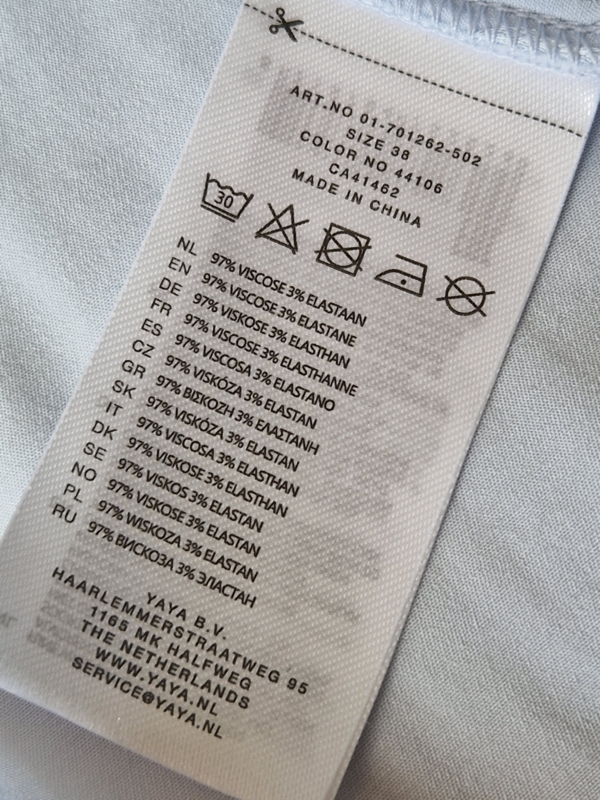 ART.NO 01-701262-502
SIZE 38
COLOR NO 44106
CA41462
MADE IN CHINA
30
NL 97% VISCOSE 3% ELASTAAN
EN 97% VISCOSE 3% ELASTANE
DE 97% VISKOSE 3% ELASTHAN
FR 97% VISCOSE 3% ELASTHANNE
ES 97% VISCOSA 3% ELASTANO
CZ 97% VISKÓZA 3% ELASTAN
GR 97% ΒΙΣΚΟΖΗ 3% ΕΛΑΣΤΑΝΗ
SK 97% VISKÓZA 3% ELASTAN
IT 97% VISCOSA 3% ELASTHAN
DK 97% VISKOSE 3% ELASTHAN
SE 97% VISKOS 3% ELASTAN
NO 97% VISKOSE 3% ELASTAN
PL 97% WISKOZA 3% ELASTAN
RU 97% ВИСКОЗА 3% ЭЛАСТАН
YAYA B.V.
HAARLEMMERSTRAATWEG 95
1165 MK HALFWEG
THE NETHERLANDS
WWW.YAYA.NL
SERVICE@YAYA.NL